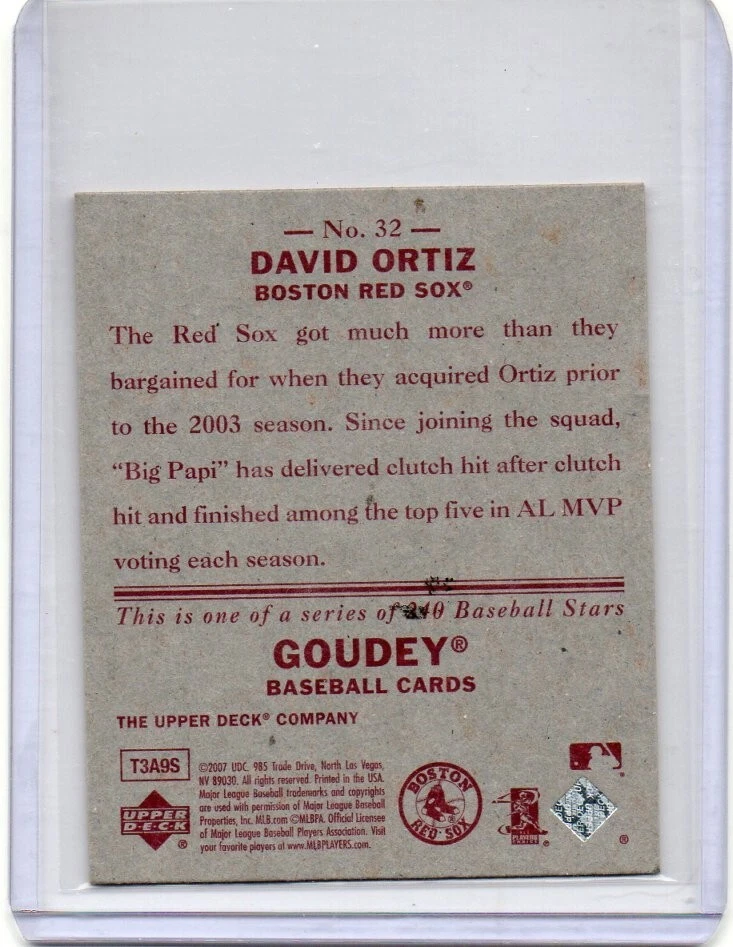 — No. 32 —
DAVID ORTIZ
BOSTON RED SOX®
The Red Sox got much more than they
bargained for when they acquired Ortiz prior
to the 2003 season. Since joining the squad,
“Big Papi” has delivered clutch hit after clutch
hit and finished among the top five in AL MVP
voting each season.
This is one of a series of 240 Baseball Stars
GOUDEY®
BASEBALL CARDS
THE UPPER DECK® COMPANY
T3A9S
©2007 UDC. 985 Trade Drive, North Las Vegas,
NV 89030. All rights reserved. Printed in the USA.
Major League Baseball trademarks and copyrights
are used with permission of Major League Baseball
Properties, Inc. MLB.com ©MLBPA. Official Licensee
of Major League Baseball Players Association. Visit
your favorite players at www.MLBPLAYERS.com.
UPPER
DECK
®
BOSTON
RED SOX
®
PLAYERS
®
®